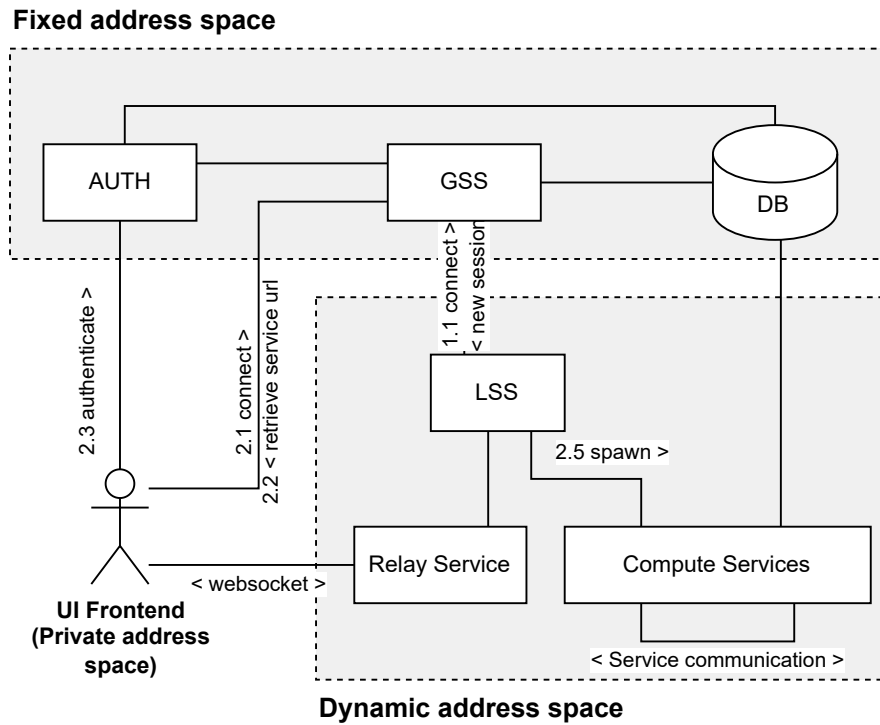 Fixed address space
AUTH
GSS
DB
1.1 connect >
< new session
2.3 authenticate >
2.1 connect >
2.2 < retrieve service url
LSS
2.5 spawn >
Relay Service
Compute Services
< websocket >
UI Frontend
(Private address
space)
< Service communication >
Dynamic address space